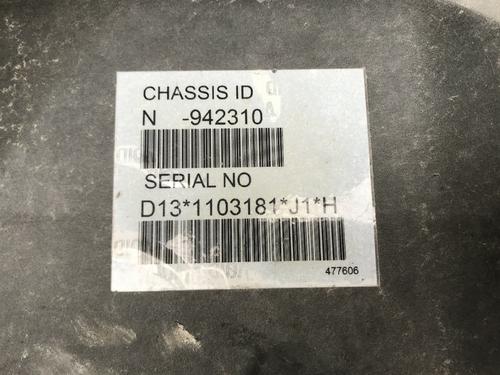 CHASSIS ID
N -942310
SERIAL NO
D13*1103181*J1*H
477606